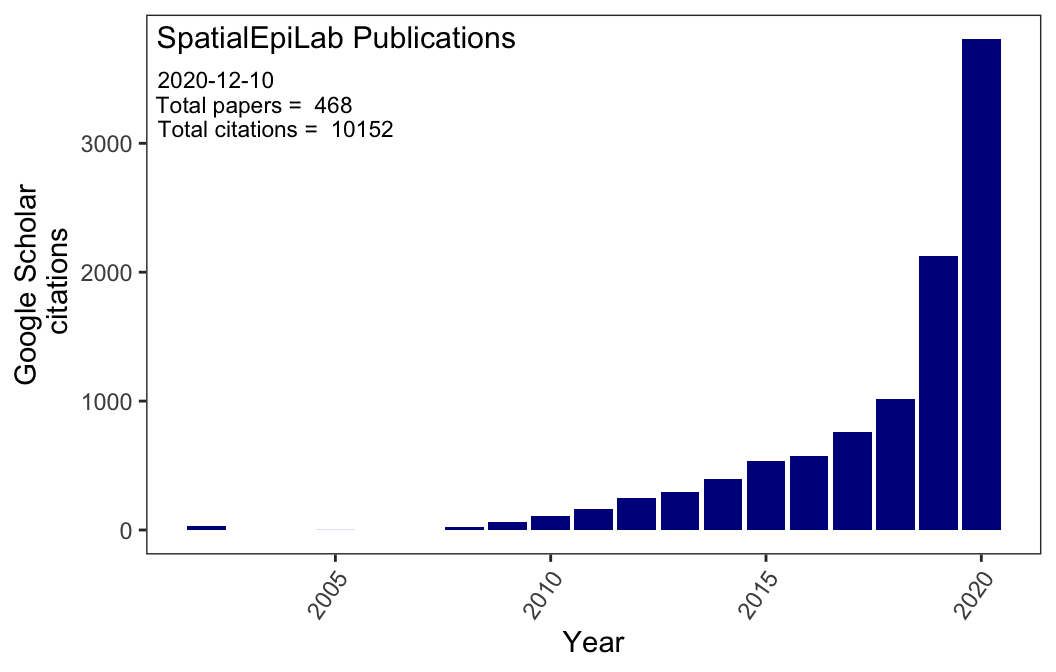 SpatialEpiLab Publications
2020-12-10
Total papers = 468
Total citations = 10152
3000
2000
1000
0
Google Scholar
citations
2005
2010
2015
2020
Year